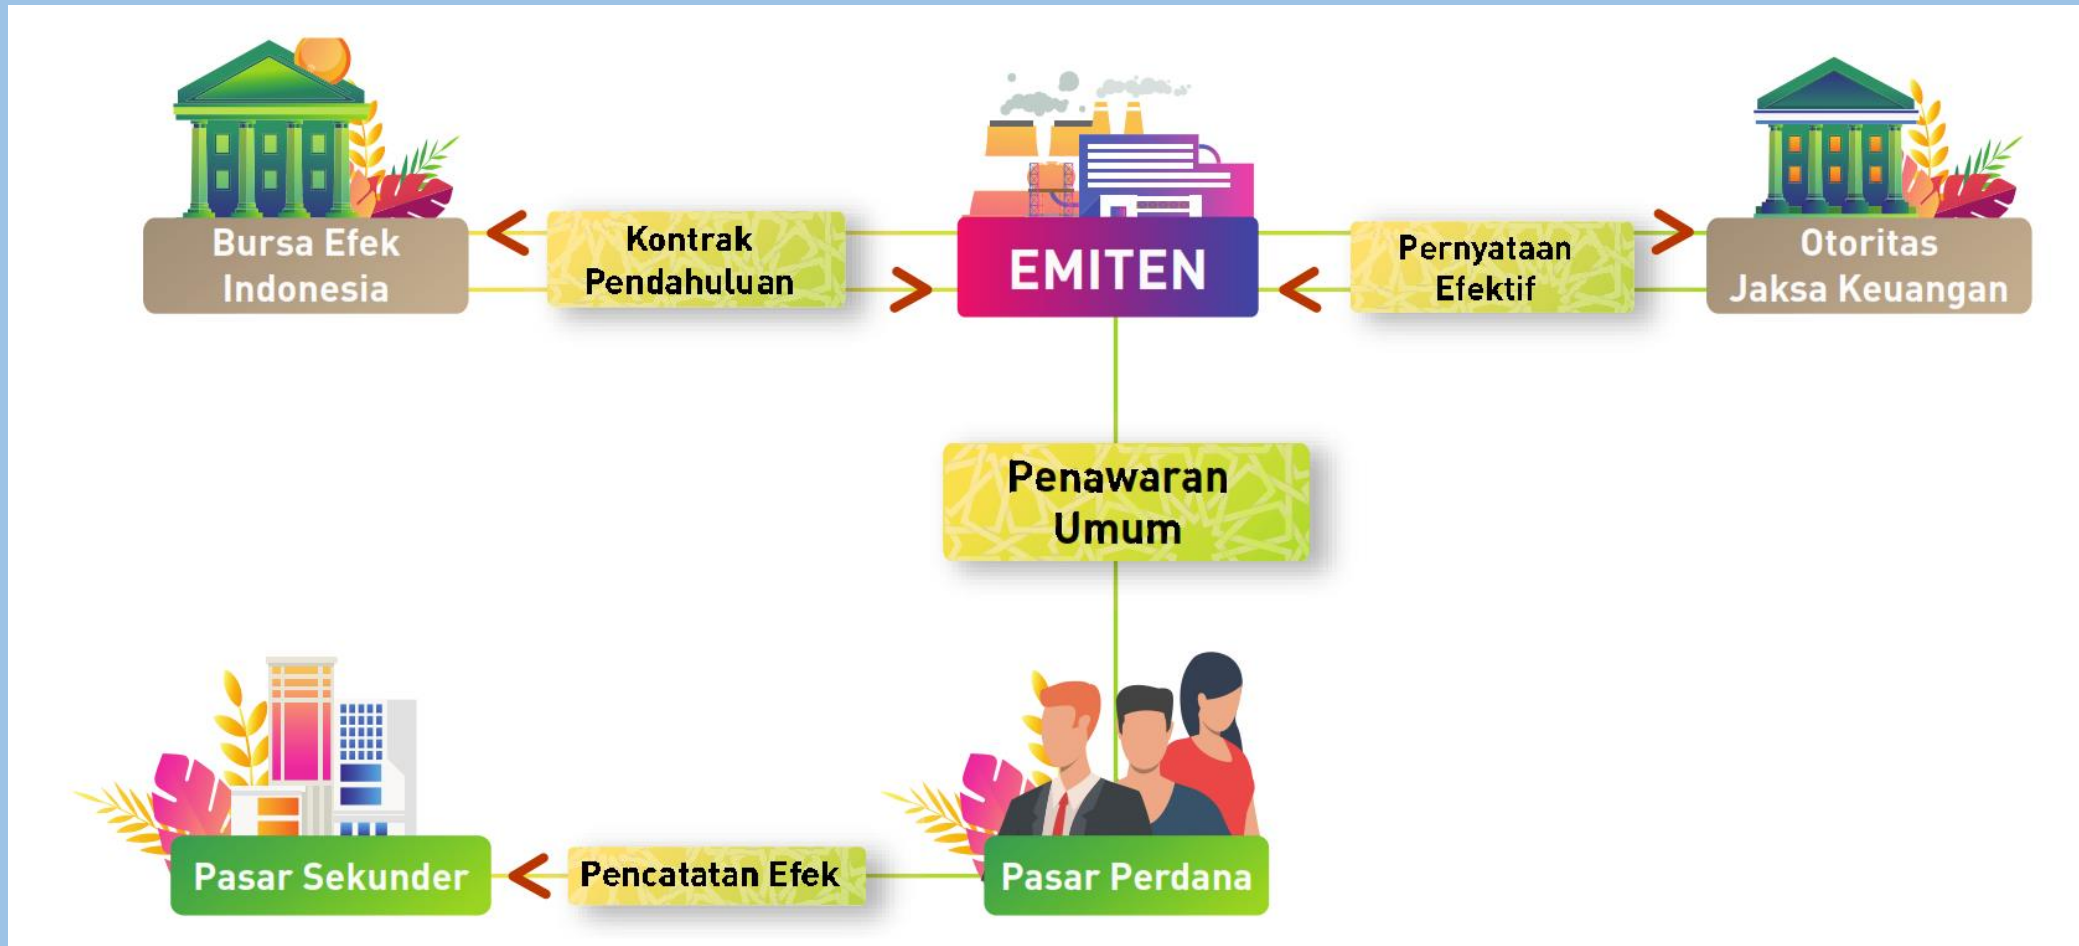 Bursa Efek
Indonesia
Kontrak
Pendahuluan
EMITEN
Pernyataan
Efektif
Otoritas
Jaksa Keuangan
Penawaran
Umum
Pasar Sekunder
Pencatatan Efek
Pasar Perdana